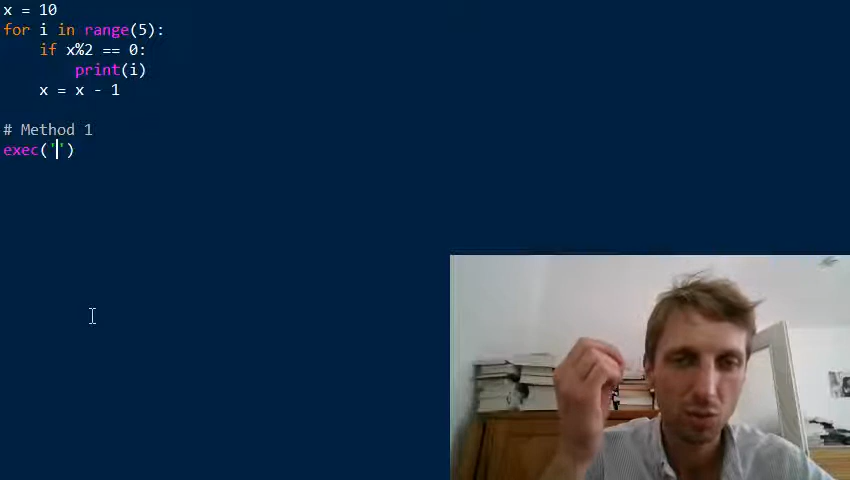 x = 10
for i in range(5):
    if x%2 == 0:
        print(i)
    x = x - 1
# Method 1
exec('')